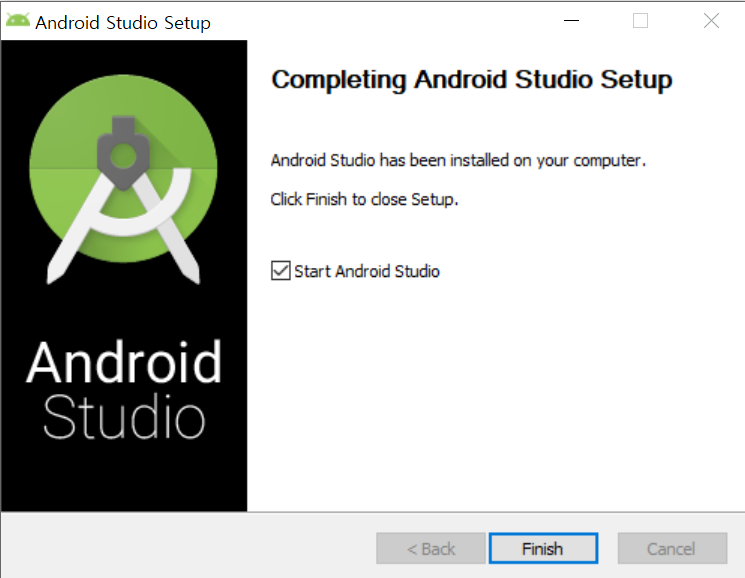 Android Studio Setup
Completing Android Studio Setup
Android Studio has been installed on your computer.
Click Finish to close Setup.
Start Android Studio
Android
Studio
< Back
Finish
Cancel